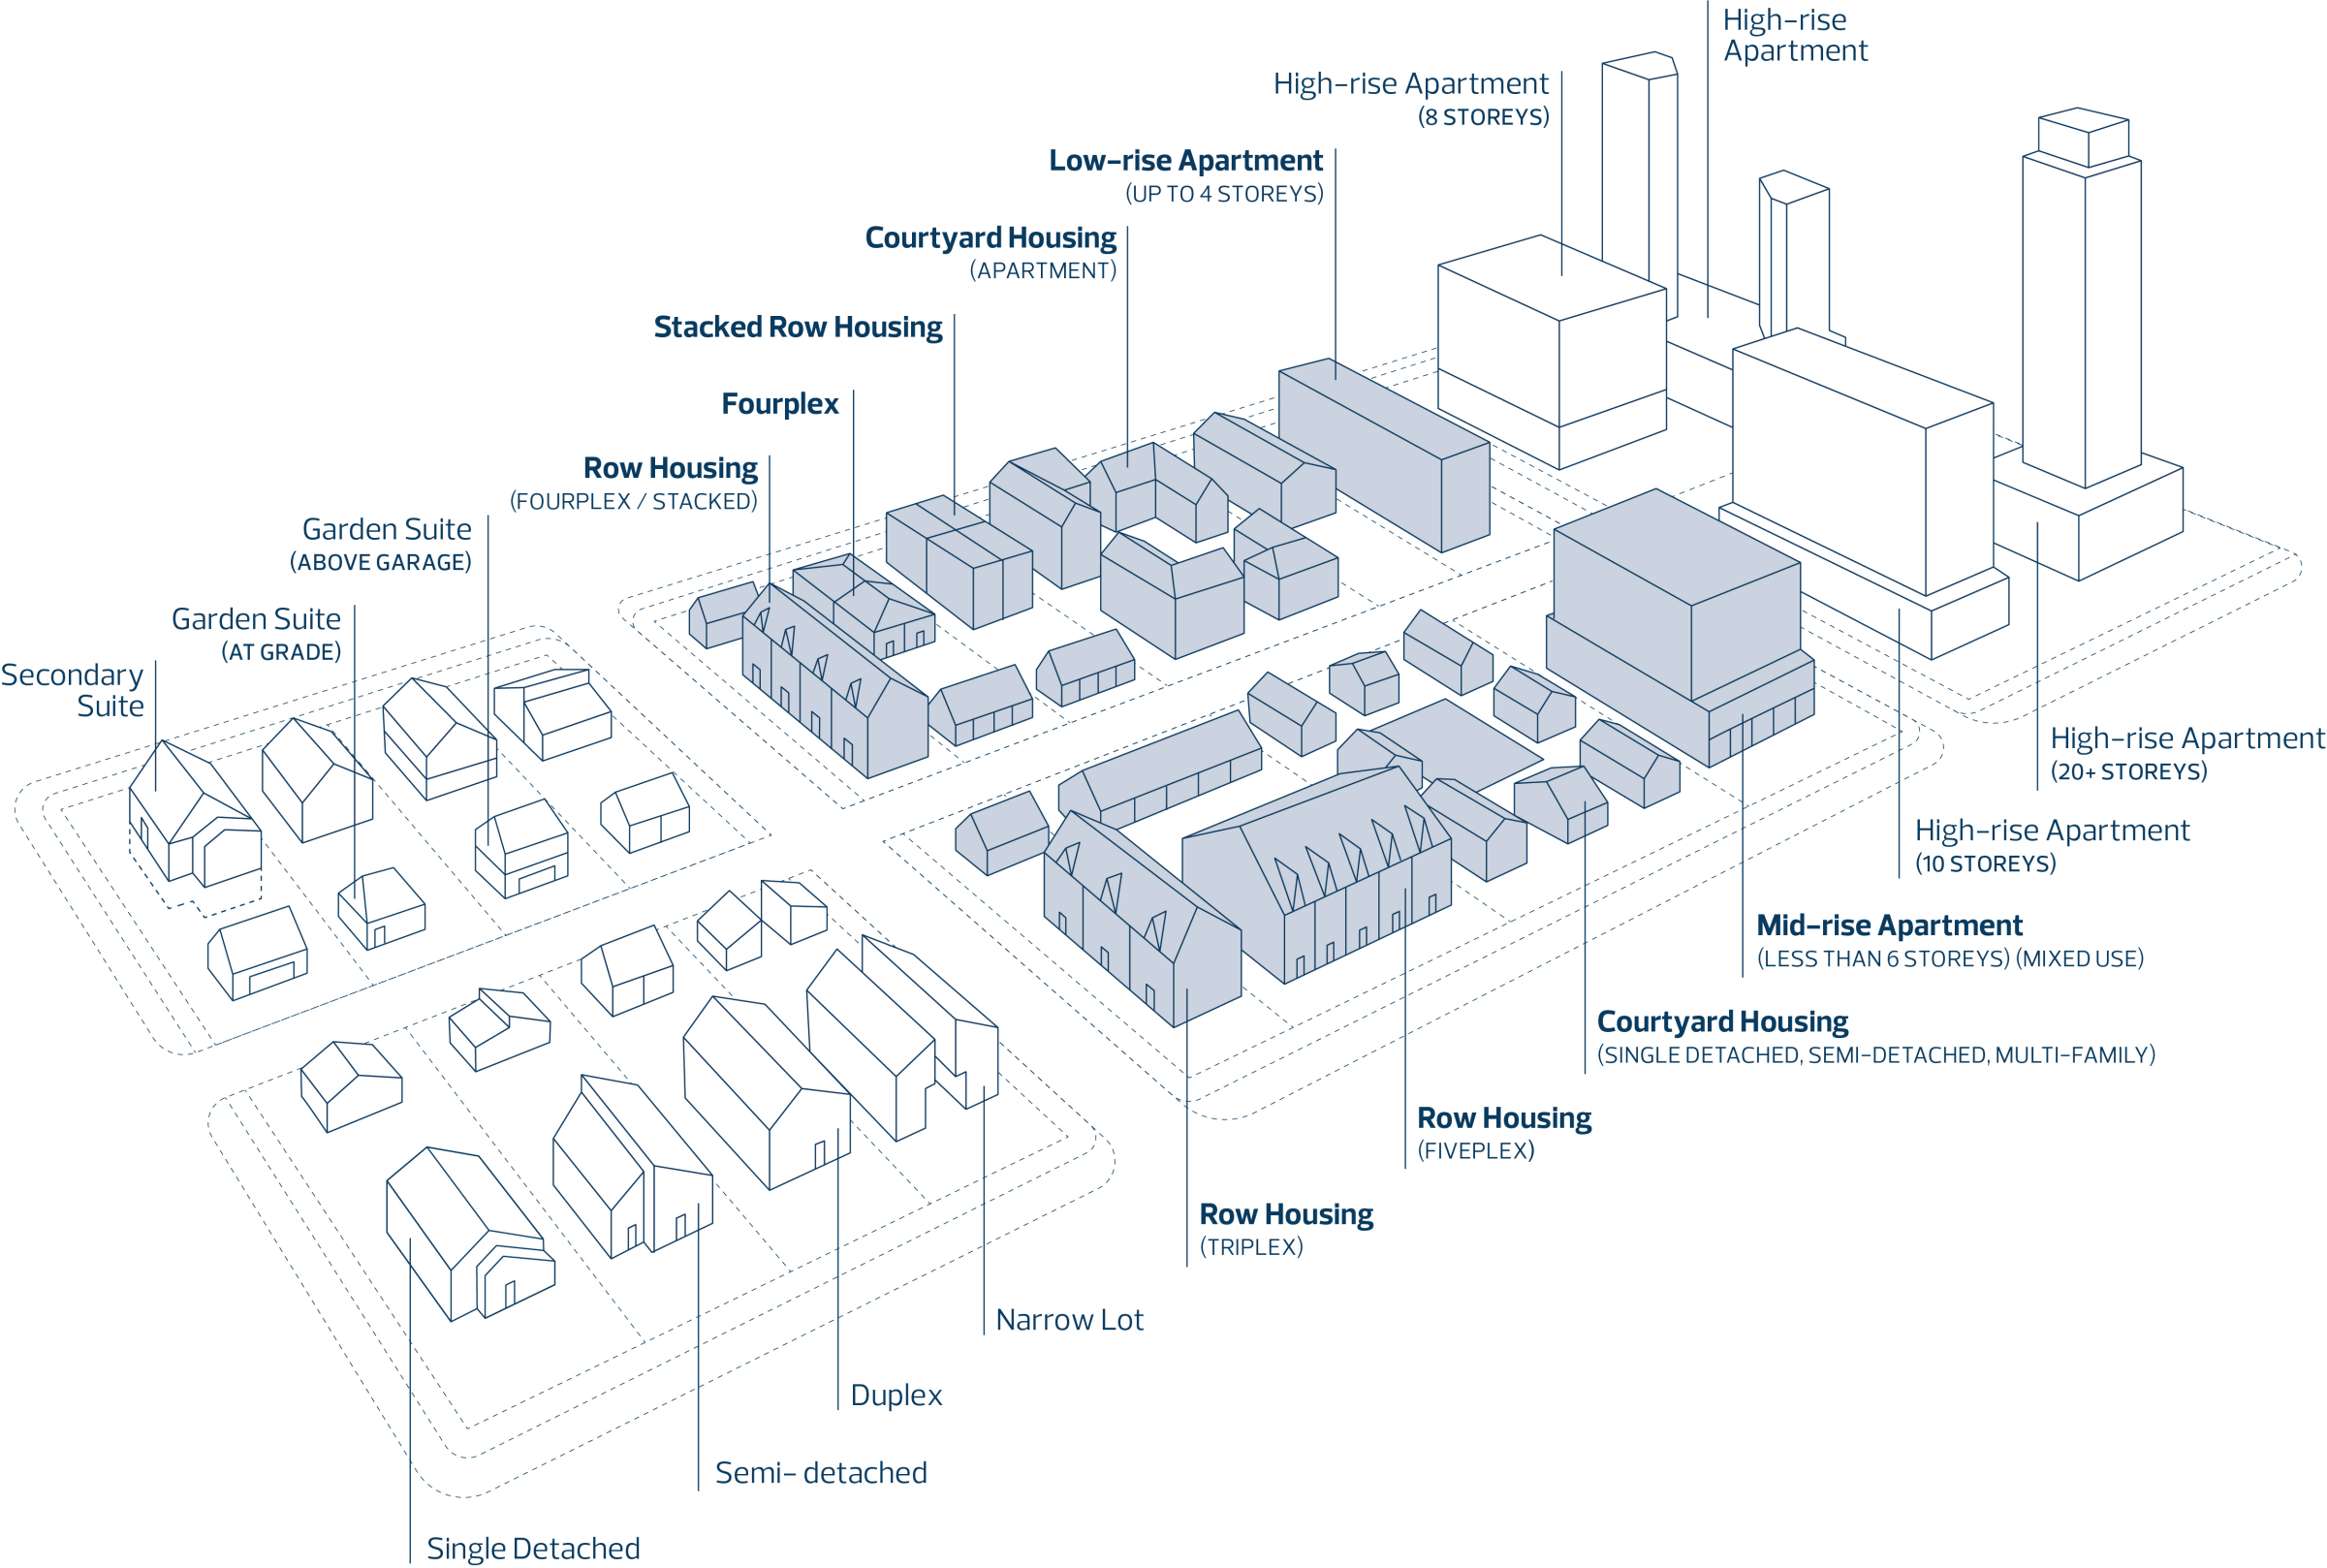 High-rise
Apartment
High-rise Apartment
(8 STOREYS)
Low-rise Apartment
(UP TO 4 STOREYS)
Courtyard Housing
(APARTMENT)
Stacked Row Housing
Fourplex
Row Housing
(FOURPLEX / STACKED)
Garden Suite
(ABOVE GARAGE)
Garden Suite
(AT GRADE)
Secondary
Suite
High-rise Apartment
(20+ STOREYS)
High-rise Apartment
(10 STOREYS)
Mid-rise Apartment
(LESS THAN 6 STOREYS) (MIXED USE)
Courtyard Housing
(SINGLE DETACHED, SEMI-DETACHED, MULTI-FAMILY)
Row Housing
(FIVEPLEX)
Row Housing
(TRIPLEX)
Narrow Lot
Duplex
Semi- detached
Single Detached